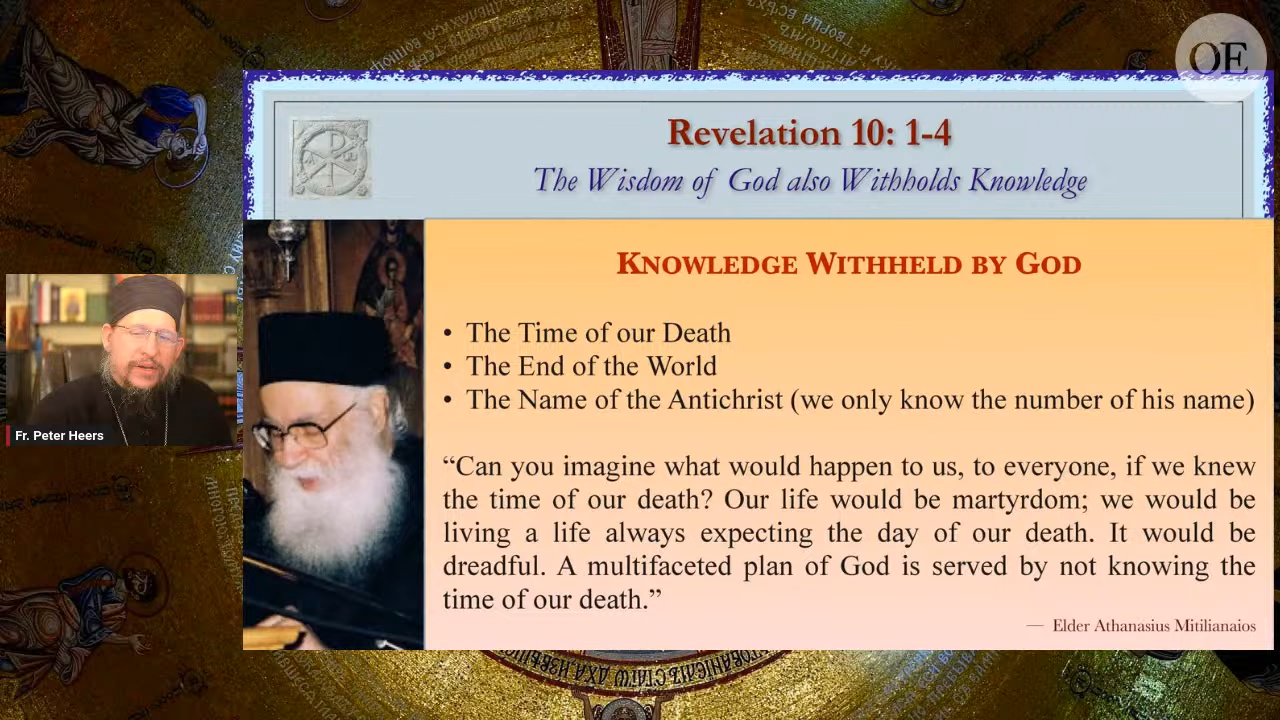 OE
Revelation 10: 1-4
The Wisdom of God also Withholds Knowledge
KNOWLEDGE WITHHELD BY GOD
• The Time of our Death
• The End of the World
• The Name of the Antichrist (we only know the number of his name)
“Can you imagine what would happen to us, to everyone, if we knew
the time of our death? Our life would be martyrdom; we would be
living a life always expecting the day of our death. It would be
dreadful. A multifaceted plan of God is served by not knowing the
time of our death.”
— Elder Athanasius Mitilianaios
Fr. Peter Heers